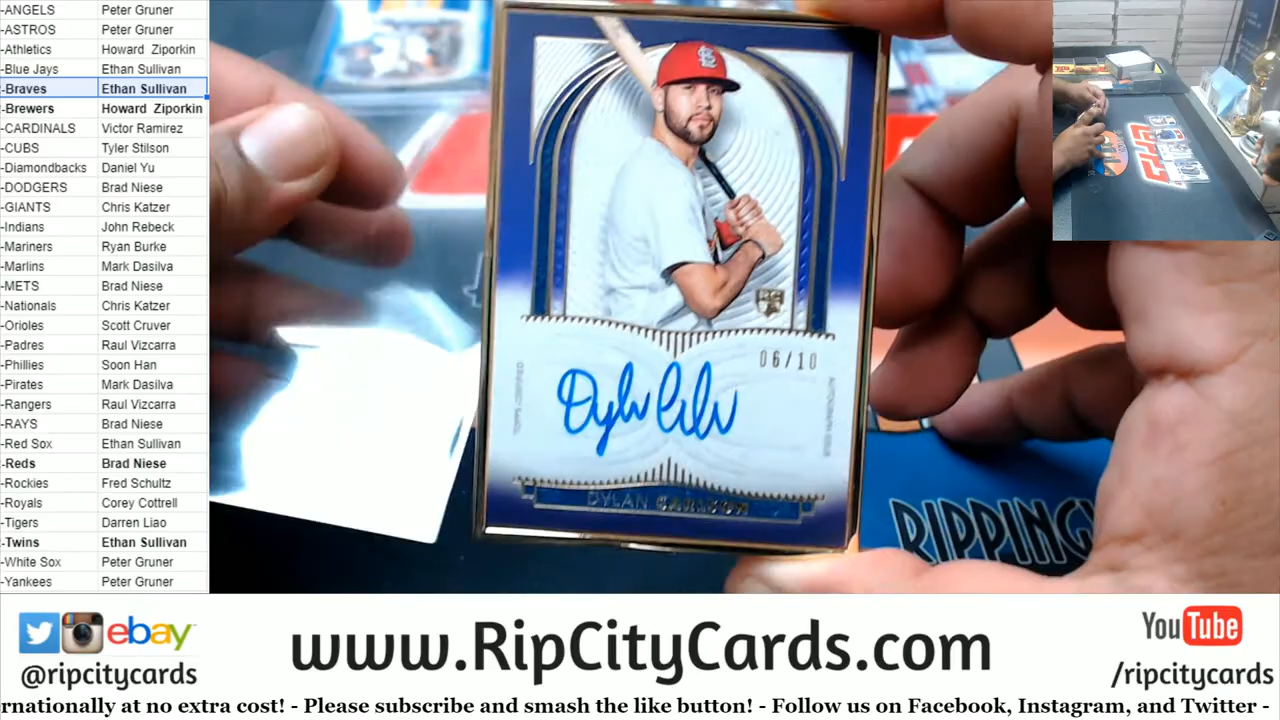 -ANGELS Peter Gruner
-ASTROS Peter Gruner
-Athletics Howard Ziporkin
-Blue Jays Ethan Sullivan
-Braves Ethan Sullivan
-Brewers Howard Ziporkin
-CARDINALS Victor Ramirez
-CUBS Tyler Stilson
-Diamondbacks Daniel Yu
-DODGERS Brad Niese
-GIANTS Chris Katzer
-Indians John Rebeck
-Mariners Ryan Burke
-Marlins Mark Dasilva
-METS Brad Niese
-Nationals Chris Katzer
-Orioles Scott Cruver
-Padres Raul Vizcarra
-Phillies Soon Han
-Pirates Mark Dasilva
-Rangers Raul Vizcarra
-RAYS Brad Niese
-Red Sox Ethan Sullivan
-Reds Brad Niese
-Rockies Fred Schultz
-Royals Corey Cottrell
-Tigers Darren Liao
-Twins Ethan Sullivan
-White Sox Peter Gruner
-Yankees Peter Gruner
06/10
AUTOGRAPH ISSUE
DYLAN CARLSON
RIPPING
ebay
@ripcitycards
www.RipCityCards.com
YouTube
/ripcitycards
rnationally at no extra cost! - Please subscribe and smash the like button! - Follow us on Facebook, Instagram, and Twitter -